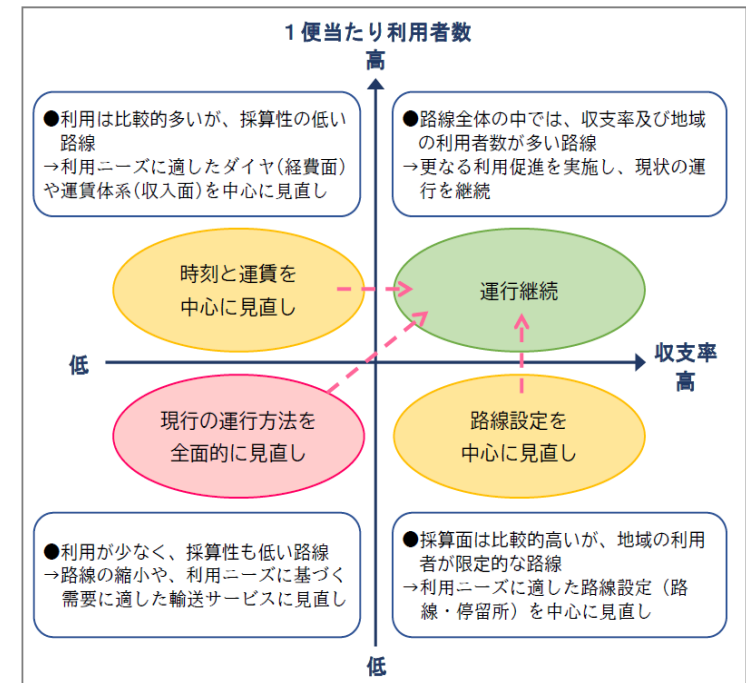 １便当たり利用者数
高
●利用は比較的多いが、採算性の低い
路線
→利用ニーズに適したダイヤ(経費面)
や運賃体系(収入面)を中心に見直し
●路線全体の中では、収支率及び地域
の利用者数が多い路線
→更なる利用促進を実施し、現状の運
行を継続
時刻と運賃を
中心に見直し
運行継続
低
収支率
高
現行の運行方法を
全面的に見直し
路線設定を
中心に見直し
●利用が少なく、採算性も低い路線
→路線の縮小や、利用ニーズに基づく
需要に適した輸送サービスに見直し
●採算面は比較的高いが、地域の利用
者が限定的な路線
→利用ニーズに適した路線設定（路
線・停留所）を中心に見直し
低